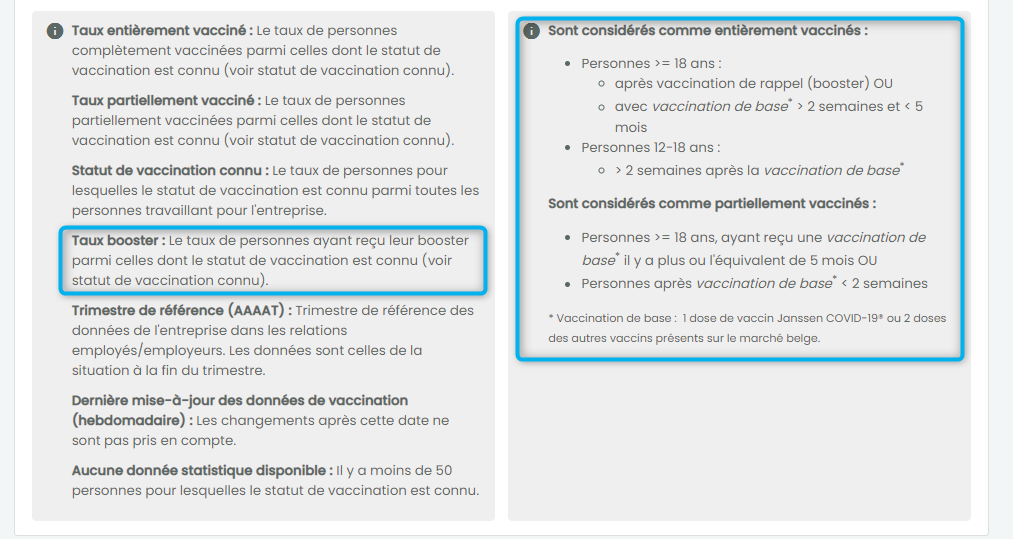 Taux entièrement vacciné : Le taux de personnes
complètement vaccinées parmi celles dont le statut de
vaccination est connu (voir statut de vaccination connu).
Taux partiellement vacciné : Le taux de personnes
partiellement vaccinées parmi celles dont le statut de
vaccination est connu (voir statut de vaccination connu).
Statut de vaccination connu : Le taux de personnes pour
lesquelles le statut de vaccination est connu parmi toutes les
personnes travaillant pour l'entreprise.
Taux booster : Le taux de personnes ayant reçu leur booster
parmi celles dont le statut de vaccination est connu (voir
statut de vaccination connu).
Trimestre de référence (AAAAT) : Trimestre de référence des
données de l'entreprise dans les relations
employés/employeurs. Les données sont celles de la
situation à la fin du trimestre.
Dernière mise-à-jour des données de vaccination
(hebdomadaire) : Les changements après cette date ne
sont pas pris en compte.
Aucune donnée statistique disponible : Il y a moins de 50
personnes pour lesquelles le statut de vaccination est connu.
Sont considérés comme entièrement vaccinés :
• Personnes >= 18 ans :
○ après vaccination de rappel (booster) OU
○ avec vaccination de base* > 2 semaines et < 5
mois
• Personnes 12-18 ans :
○ > 2 semaines après la vaccination de base*
Sont considérés comme partiellement vaccinés :
• Personnes >= 18 ans, ayant reçu une vaccination de
base* il y a plus ou l'équivalent de 5 mois OU
• Personnes après vaccination de base* < 2 semaines
* Vaccination de base : 1 dose de vaccin Janssen COVID-19® ou 2 doses
des autres vaccins présents sur le marché belge.